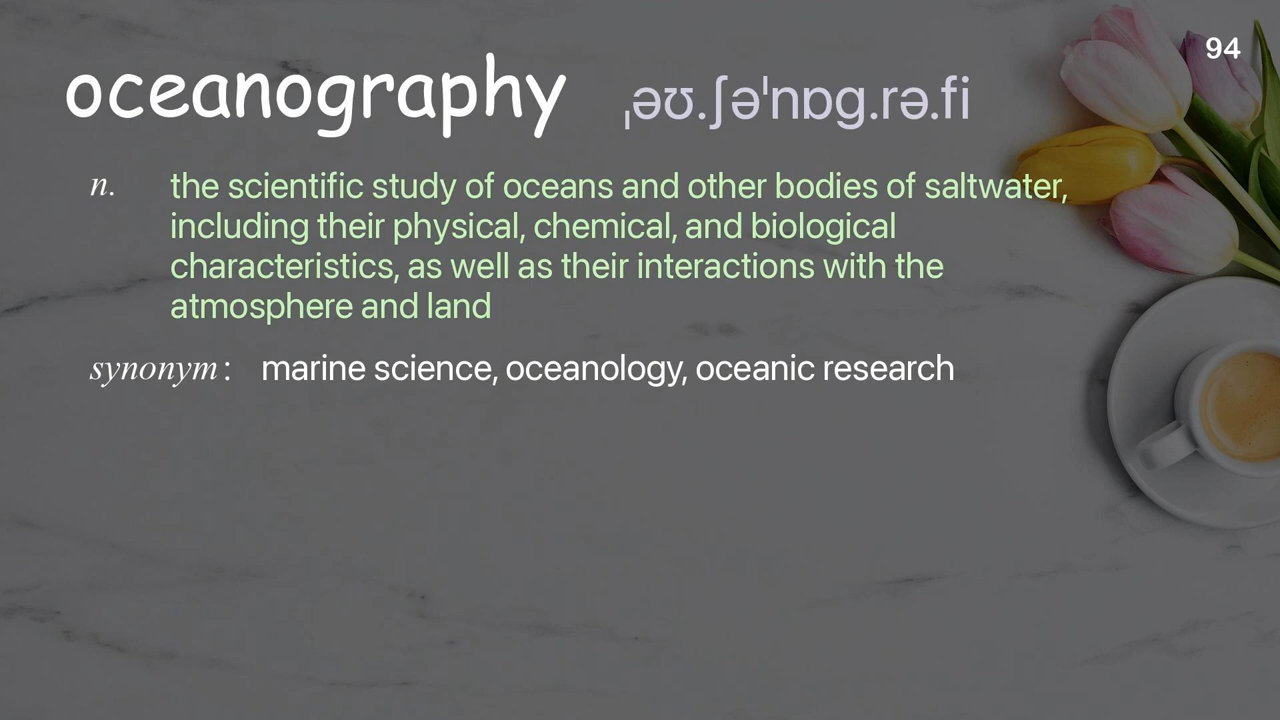 94
oceanography ˌəʊ.ʃəˈnɒg.rə.fi
n. the scientific study of oceans and other bodies of saltwater,
including their physical, chemical, and biological
characteristics, as well as their interactions with the
atmosphere and land
synonym: marine science, oceanology, oceanic research